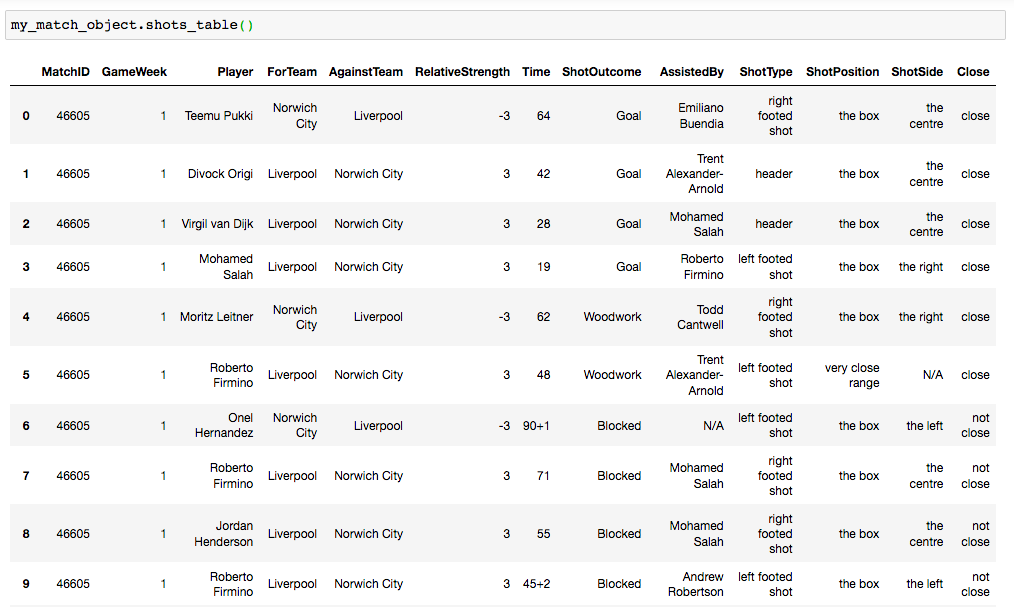 my_match_object.shots_table()
MatchID GameWeek Player ForTeam AgainstTeam RelativeStrength Time ShotOutcome AssistedBy ShotType ShotPosition ShotSide Close
0 46605 1 Teemu Pukki Norwich City Liverpool -3 64 Goal Emiliano Buendia right footed shot the box the centre close
1 46605 1 Divock Origi Liverpool Norwich City 3 42 Goal Trent Alexander-Arnold header the box the centre close
2 46605 1 Virgil van Dijk Liverpool Norwich City 3 28 Goal Mohamed Salah header the box the centre close
3 46605 1 Mohamed Salah Liverpool Norwich City 3 19 Goal Roberto Firmino left footed shot the box the right close
4 46605 1 Moritz Leitner Norwich City Liverpool -3 62 Woodwork Todd Cantwell right footed shot the box the right close
5 46605 1 Roberto Firmino Liverpool Norwich City 3 48 Woodwork Trent Alexander-Arnold left footed shot very close range N/A close
6 46605 1 Onel Hernandez Norwich City Liverpool -3 90+1 Blocked N/A left footed shot the box the left not close
7 46605 1 Roberto Firmino Liverpool Norwich City 3 71 Blocked Mohamed Salah right footed shot the box the centre not close
8 46605 1 Jordan Henderson Liverpool Norwich City 3 55 Blocked Mohamed Salah right footed shot the box the centre not close
9 46605 1 Roberto Firmino Liverpool Norwich City 3 45+2 Blocked Andrew Robertson left footed shot the box the left not close